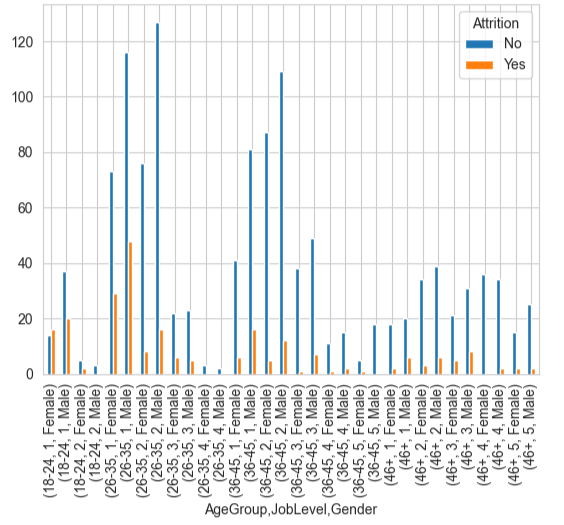 Attrition
No
Yes
120
100
80
60
40
20
0
(18-24, 1, Female)
(18-24, 1, Male)
(18-24, 2, Female)
(18-24, 2, Male)
(26-35, 1, Female)
(26-35, 1, Male)
(26-35, 2, Female)
(26-35, 2, Male)
(26-35, 3, Female)
(26-35, 3, Male)
(26-35, 4, Female)
(26-35, 4, Male)
(36-45, 1, Female)
(36-45, 1, Male)
(36-45, 2, Female)
(36-45, 2, Male)
(36-45, 3, Female)
(36-45, 3, Male)
(36-45, 4, Female)
(36-45, 4, Male)
(36-45, 5, Female)
(36-45, 5, Male)
(46+, 1, Female)
(46+, 1, Male)
(46+, 2, Female)
(46+, 2, Male)
(46+, 3, Female)
(46+, 3, Male)
(46+, 4, Female)
(46+, 4, Male)
(46+, 5, Female)
(46+, 5, Male)
AgeGroup,JobLevel,Gender